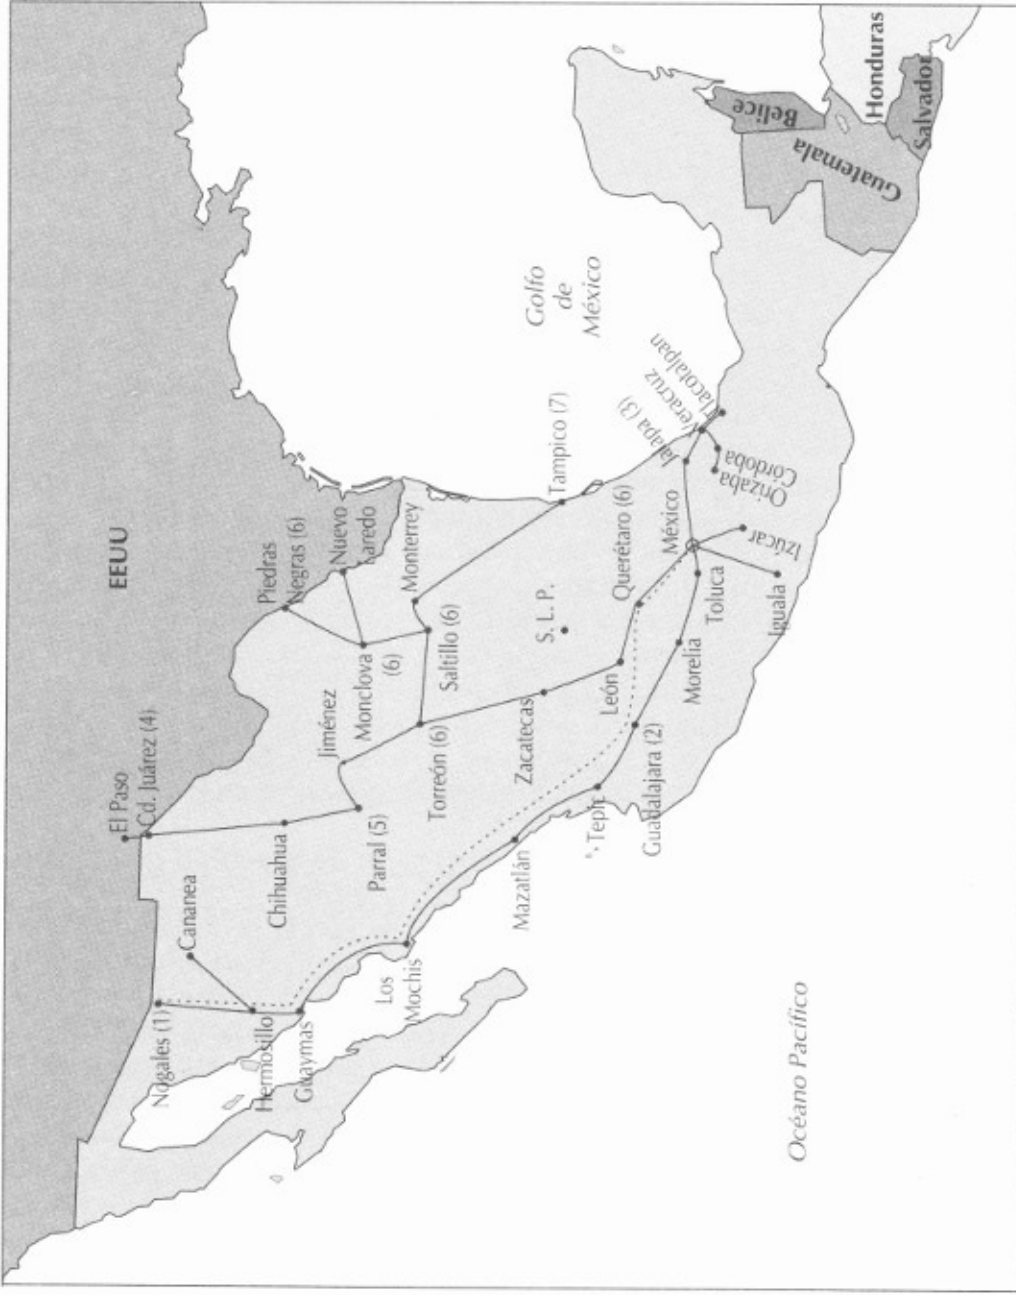 EEUU
El Paso
Cd. Juárez (4)
Nogales (1)
Cananea
Hermosillo
Guaymas
Chihuahua
Jiménez
Parral (5)
Piedras
Negras (6)
Nuevo
Laredo
Monclova
(6)
Monterrey
Saltillo (6)
Torreón (6)
Los
Mochis
Mazatlán
Zacatecas
S. L. P.
Tampico (7)
León
Querétaro (6)
Tepic
Guadalajara (2)
Morelia
Toluca
México
Jalapa (3)
Veracruz
Tlacotalpan
Córdoba
Orizaba
Izúcar
Iguala
Golfo
de
México
Océano Pacífico
Belice
Guatemala
Honduras
Salvador